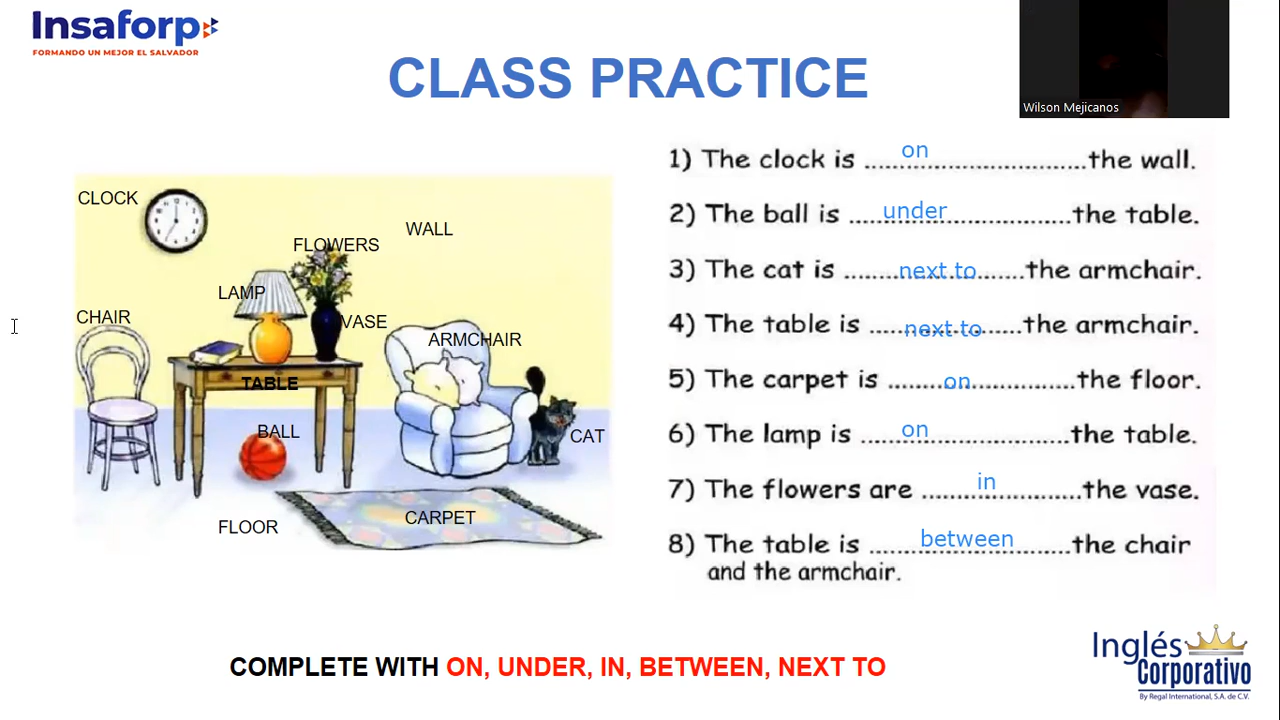 Insaforp
FORMANDO UN MEJOR EL SALVADOR
CLASS PRACTICE
Wilson Mejicanos
CLOCK
WALL
FLOWERS
LAMP
CHAIR
VASE
ARMCHAIR
TABLE
BALL
CAT
CARPET
FLOOR
1) The clock is ....on....the wall.
2) The ball is ....under....the table.
3) The cat is ....next to....the armchair.
4) The table is ....next to....the armchair.
5) The carpet is ....on....the floor.
6) The lamp is ....on....the table.
7) The flowers are ....in....the vase.
8) The table is ....between....the chair
and the armchair.
COMPLETE WITH ON, UNDER, IN, BETWEEN, NEXT TO
Inglés
Corporativo
By Regal International, S.A. de C.V.